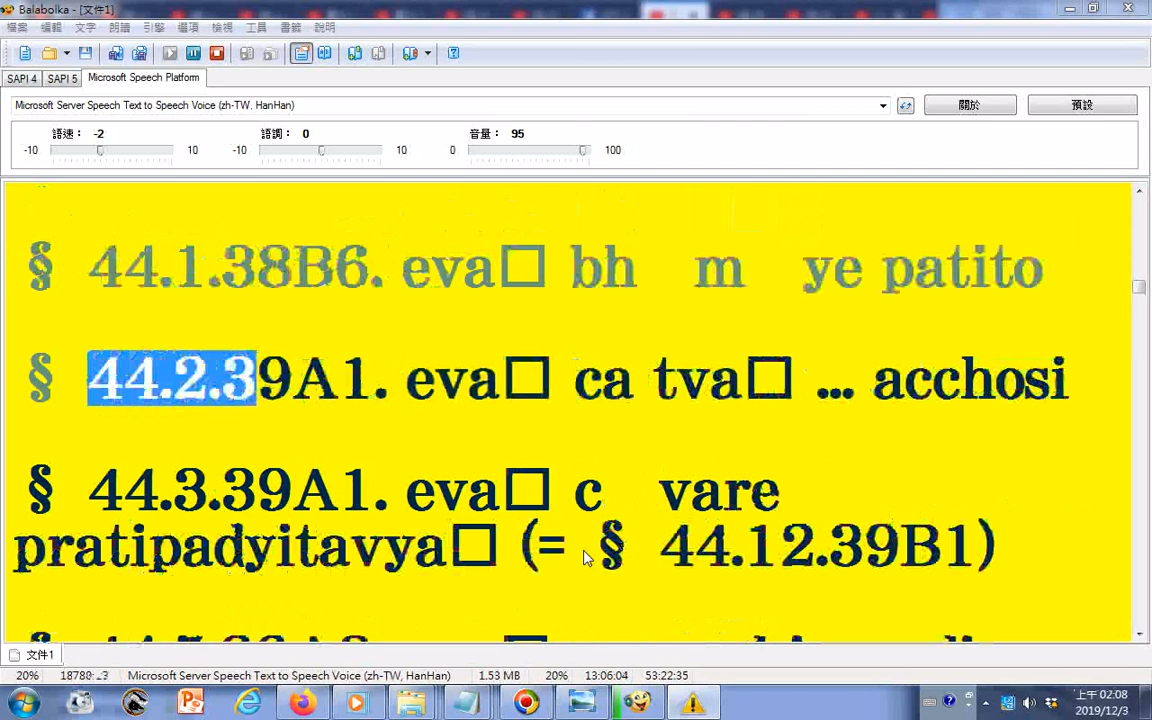 Balabolka - [文件1]
檔案 編輯 文字 朗讀 引擎 選項 檢視 工具 書籤 說明
SAPI 4 SAPI 5 Microsoft Speech Platform
Microsoft Server Speech Text to Speech Voice (zh-TW, HanHan)
關於 預設
語速： -2 語調： 0 音量： 95
-10 10 -10 10 0 100
§ 44.1.38B6. eva□ bh m ye patito
§ 44.2.39A1. eva□ ca tva□ ... acchosi
§ 44.3.39A1. eva□ c vare
pratipadyitavya□ (= § 44.12.39B1)
文件1
20% Microsoft Server Speech Text to Speech Voice (zh-TW, HanHan) 1.53 MB 20% 13:06:04 53:22:35
上午 02:08
2019/12/3